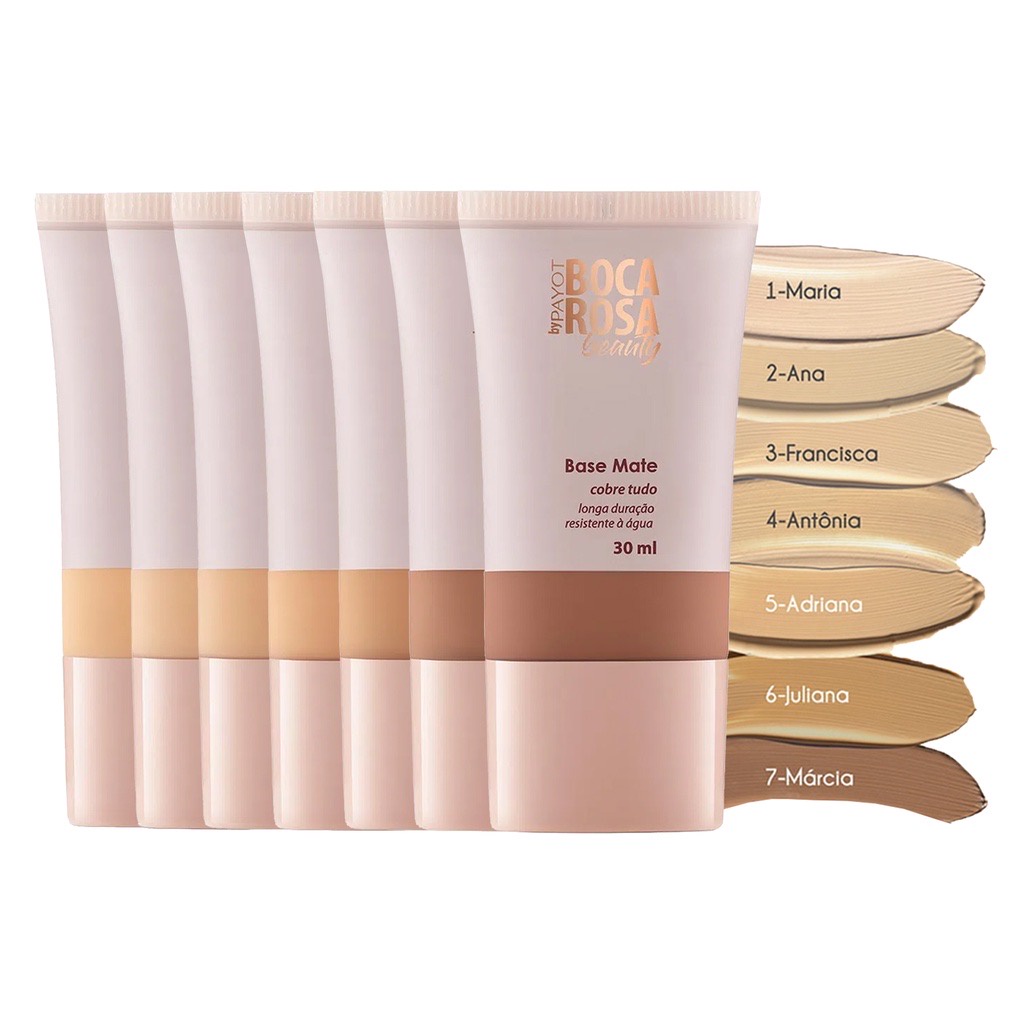 by PAYOT
BOCA
ROSA
beauty
Base Mate
cobre tudo
longa duração
resistente à água
30 ml
1-Maria
2-Ana
3-Francisca
4-Antônia
5-Adriana
6-Juliana
7-Márcia